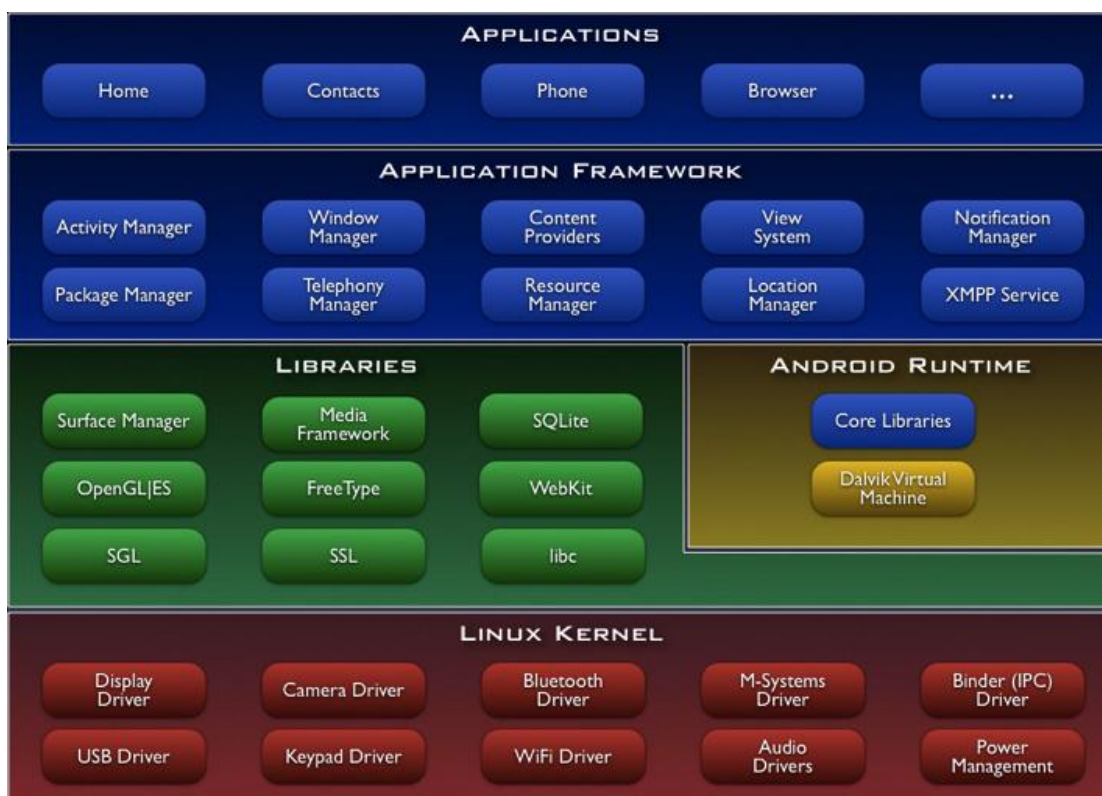 APPLICATIONS
Home
Contacts
Phone
Browser
...
APPLICATION FRAMEWORK
Activity Manager
Window
Manager
Content
Providers
View
System
Notification
Manager
Package Manager
Telephony
Manager
Resource
Manager
Location
Manager
XMPP Service
LIBRARIES
Surface Manager
Media
Framework
SQLite
OpenGL|ES
FreeType
WebKit
SGL
SSL
libc
ANDROID RUNTIME
Core Libraries
Dalvik Virtual
Machine
LINUX KERNEL
Display
Driver
Camera Driver
Bluetooth
Driver
M-Systems
Driver
Binder (IPC)
Driver
USB Driver
Keypad Driver
WiFi Driver
Audio
Drivers
Power
Management